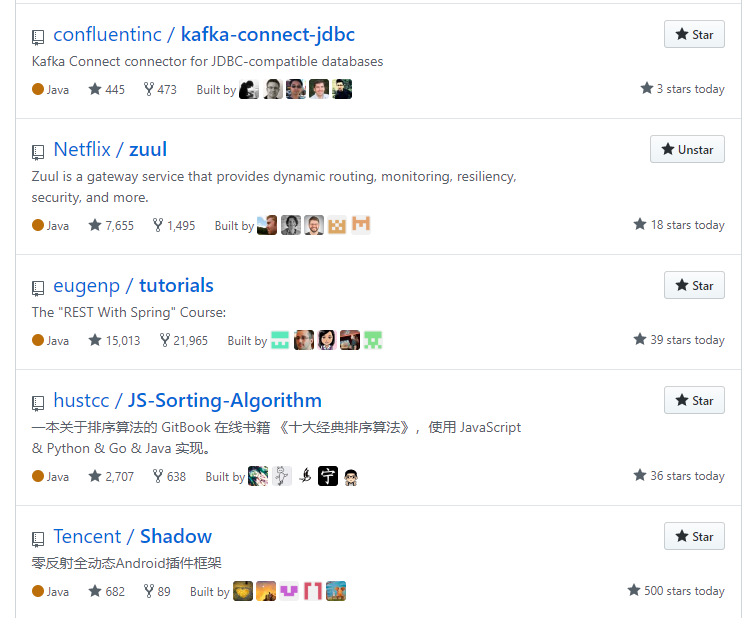 confluentinc / kafka-connect-jdbc
Star
Kafka Connect connector for JDBC-compatible databases
Java 445 473 Built by 3 stars today
Netflix / zuul
Unstar
Zuul is a gateway service that provides dynamic routing, monitoring, resiliency,
security, and more.
Java 7,655 1,495 Built by 18 stars today
eugenp / tutorials
Star
The "REST With Spring" Course:
Java 15,013 21,965 Built by 39 stars today
hustcc / JS-Sorting-Algorithm
Star
一本关于排序算法的 GitBook 在线书籍 《十大经典排序算法》，使用 JavaScript
& Python & Go & Java 实现。
Java 2,707 638 Built by 宁 36 stars today
Tencent / Shadow
Star
零反射全动态Android插件框架
Java 682 89 Built by 500 stars today